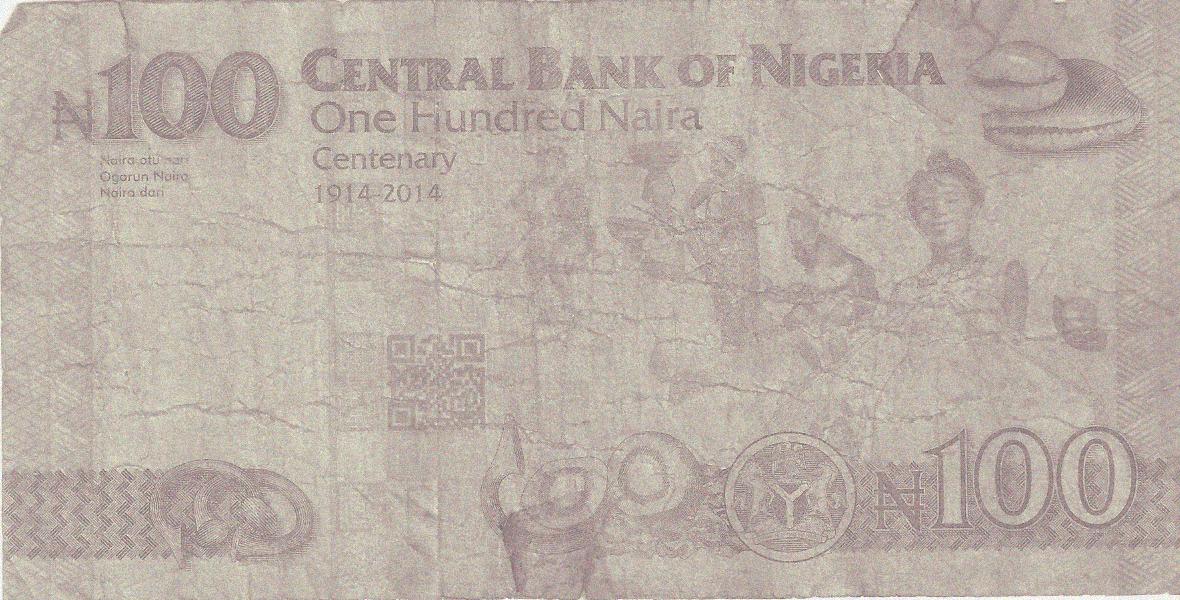 ₦100
CENTRAL BANK OF NIGERIA
One Hundred Naira
Centenary
1914-2014
Naira otu nari
Ogorun Naira
Naira dari
₦100